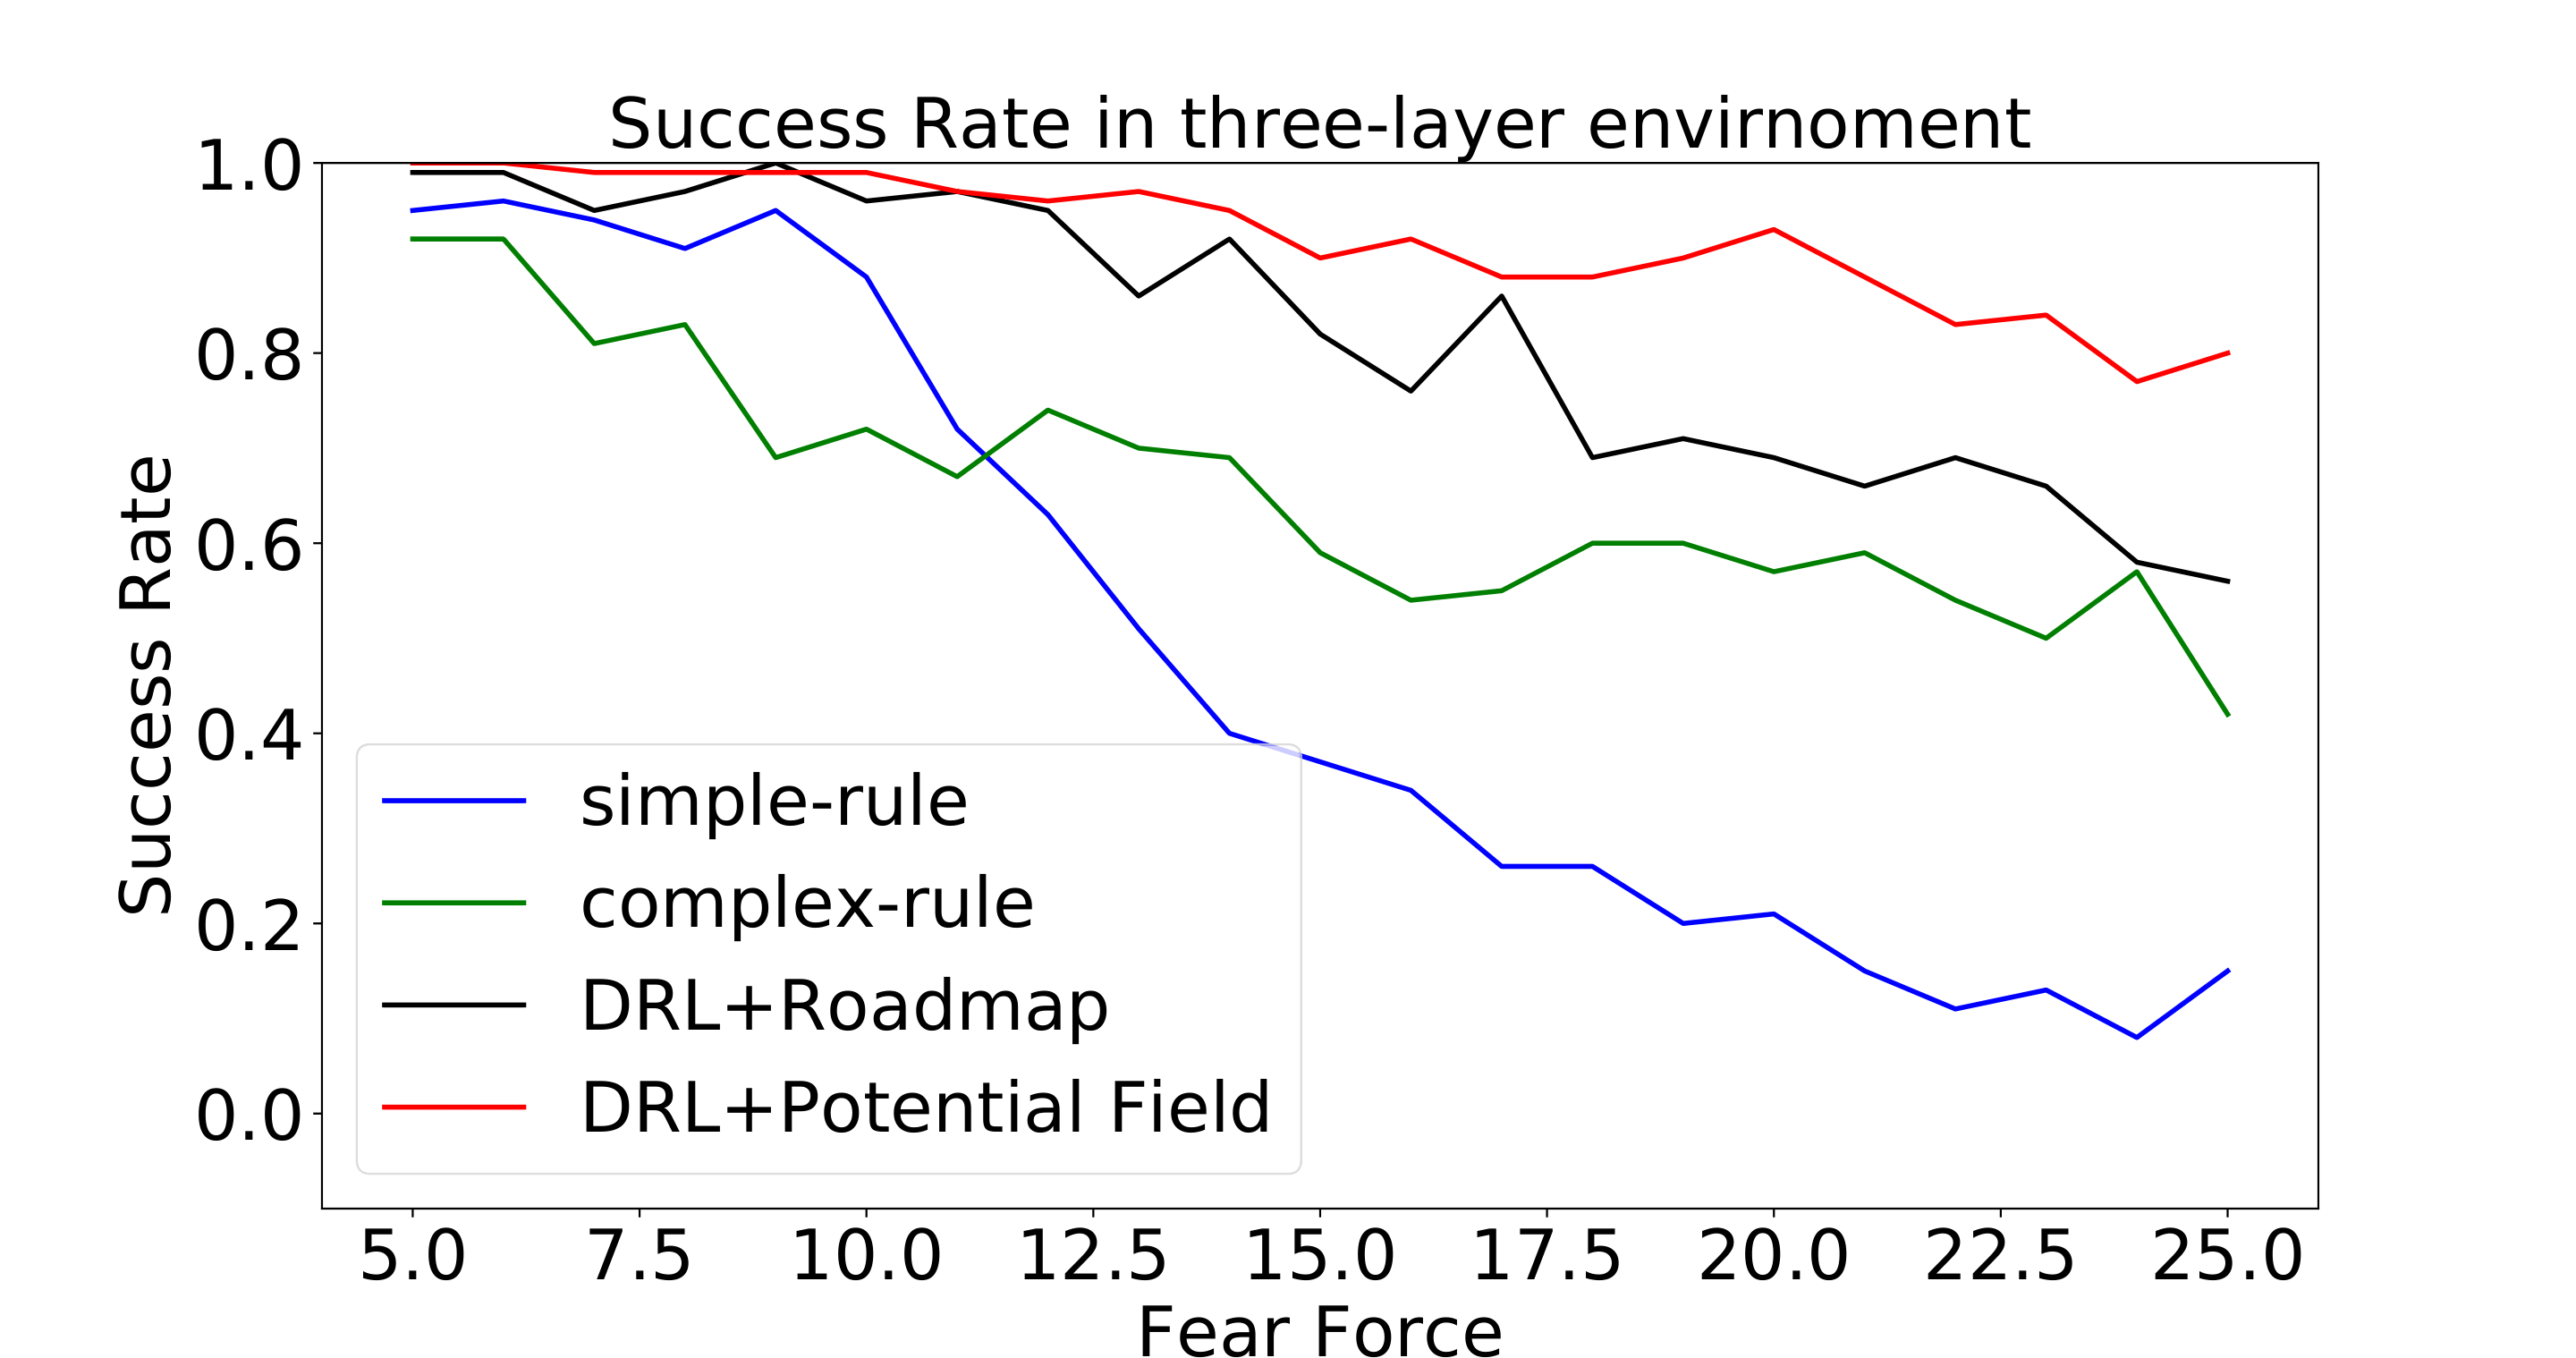 Success Rate in three-layer envirnoment
1.0
0.8
0.6
0.4
0.2
0.0
Success Rate
simple-rule
complex-rule
DRL+Roadmap
DRL+Potential Field
5.0 7.5 10.0 12.5 15.0 17.5 20.0 22.5 25.0
Fear Force